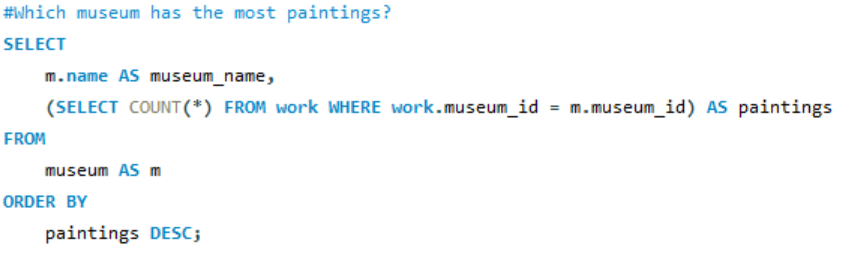 #Which museum has the most paintings?
SELECT
    m.name AS museum_name,
    (SELECT COUNT(*) FROM work WHERE work.museum_id = m.museum_id) AS paintings
FROM
    museum AS m
ORDER BY
    paintings DESC;